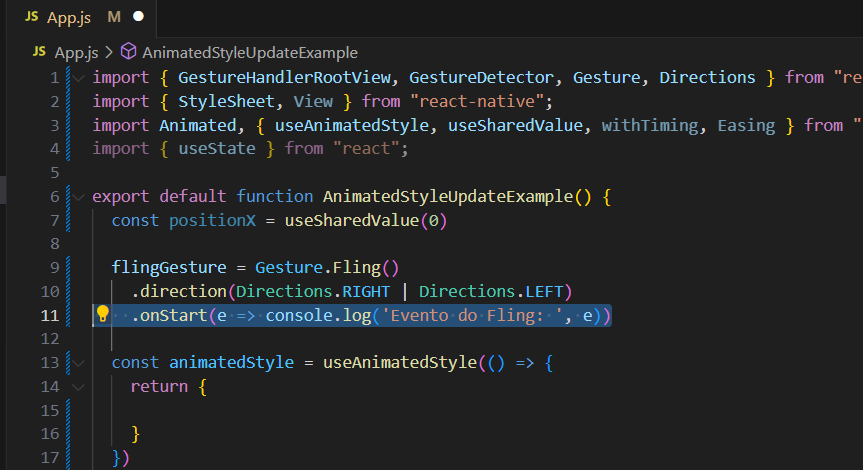 JS App.js M
JS App.js > AnimatedStyleUpdateExample
1 import { GestureHandlerRootView, GestureDetector, Gesture, Directions } from "re
2 import { StyleSheet, View } from "react-native";
3 import Animated, { useAnimatedStyle, useSharedValue, withTiming, Easing } from "
4 import { useState } from "react";
5
6 export default function AnimatedStyleUpdateExample() {
7 const positionX = useSharedValue(0)
8
9 flingGesture = Gesture.Fling()
10 .direction(Directions.RIGHT | Directions.LEFT)
11 .onStart(e => console.log('Evento do Fling: ', e))
12
13 const animatedStyle = useAnimatedStyle(() => {
14 return {
15
16 }
17 })